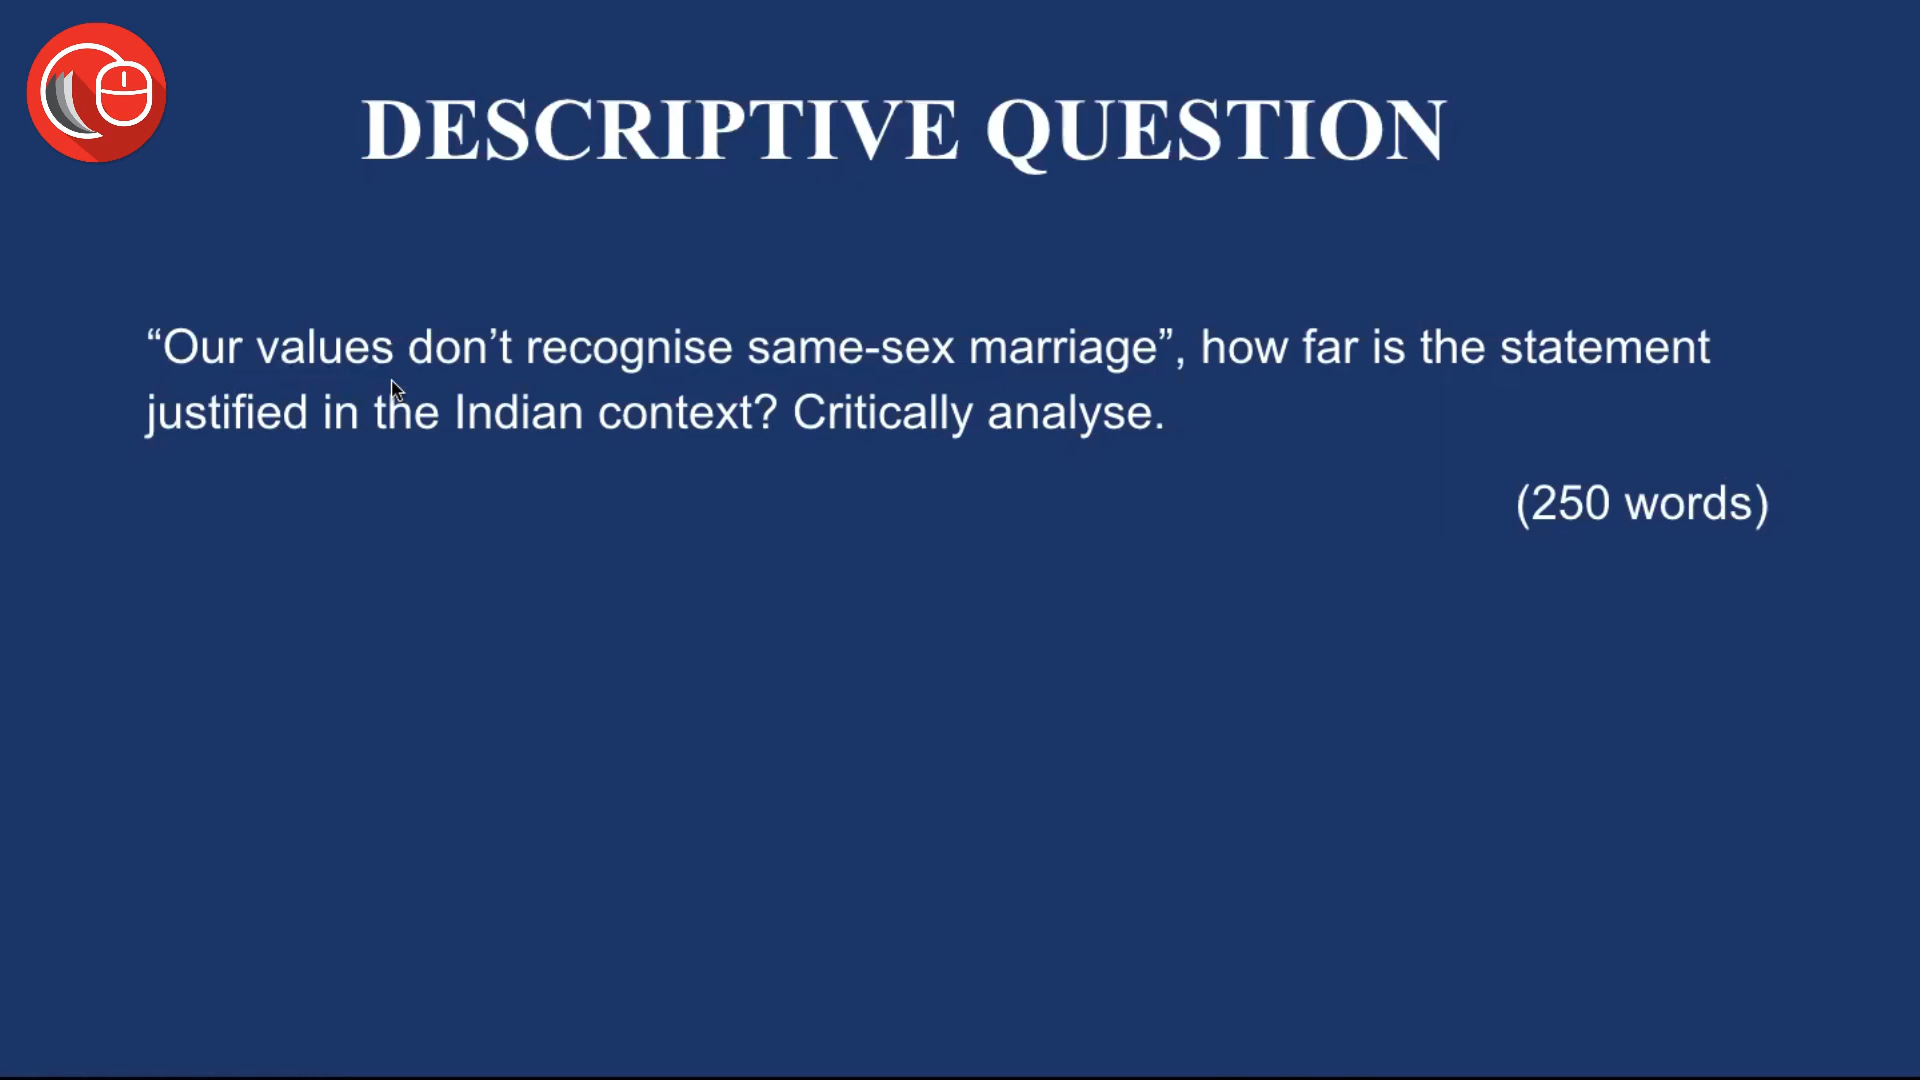 DESCRIPTIVE QUESTION
“Our values don’t recognise same-sex marriage”, how far is the statement
justified in the Indian context? Critically analyse.
(250 words)